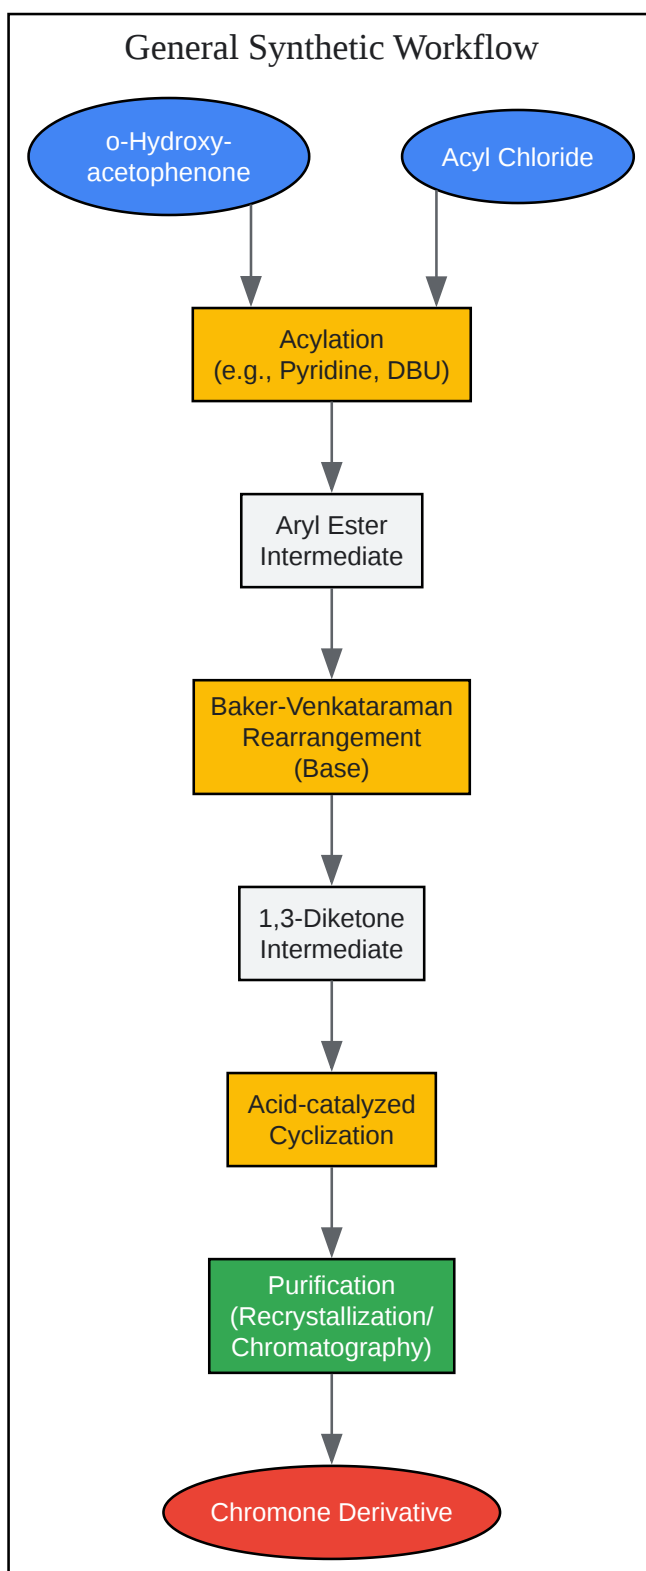 General Synthetic Workflow
o-Hydroxy-
acetophenone
Acyl Chloride
Acylation
(e.g., Pyridine, DBU)
Aryl Ester
Intermediate
Baker-Venkataraman
Rearrangement
(Base)
1,3-Diketone
Intermediate
Acid-catalyzed
Cyclization
Purification
(Recrystallization/
Chromatography)
Chromone Derivative